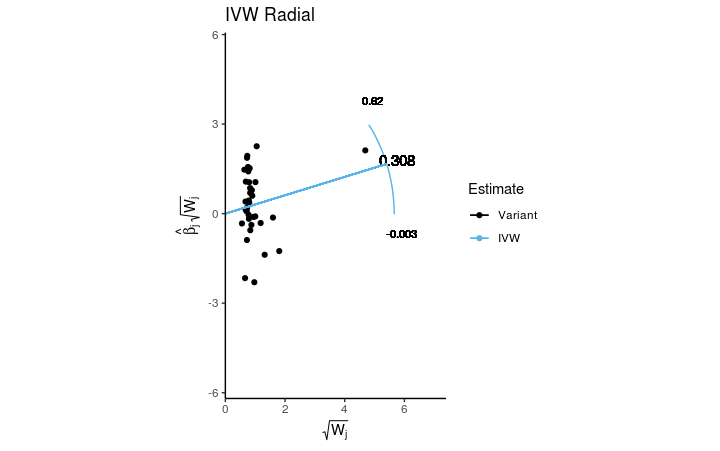 IVW Radial
6
3
0
-3
-6
β̂j√Wj
0.62
0.308
-0.003
Estimate
Variant
IVW
0 2 4 6
√Wj